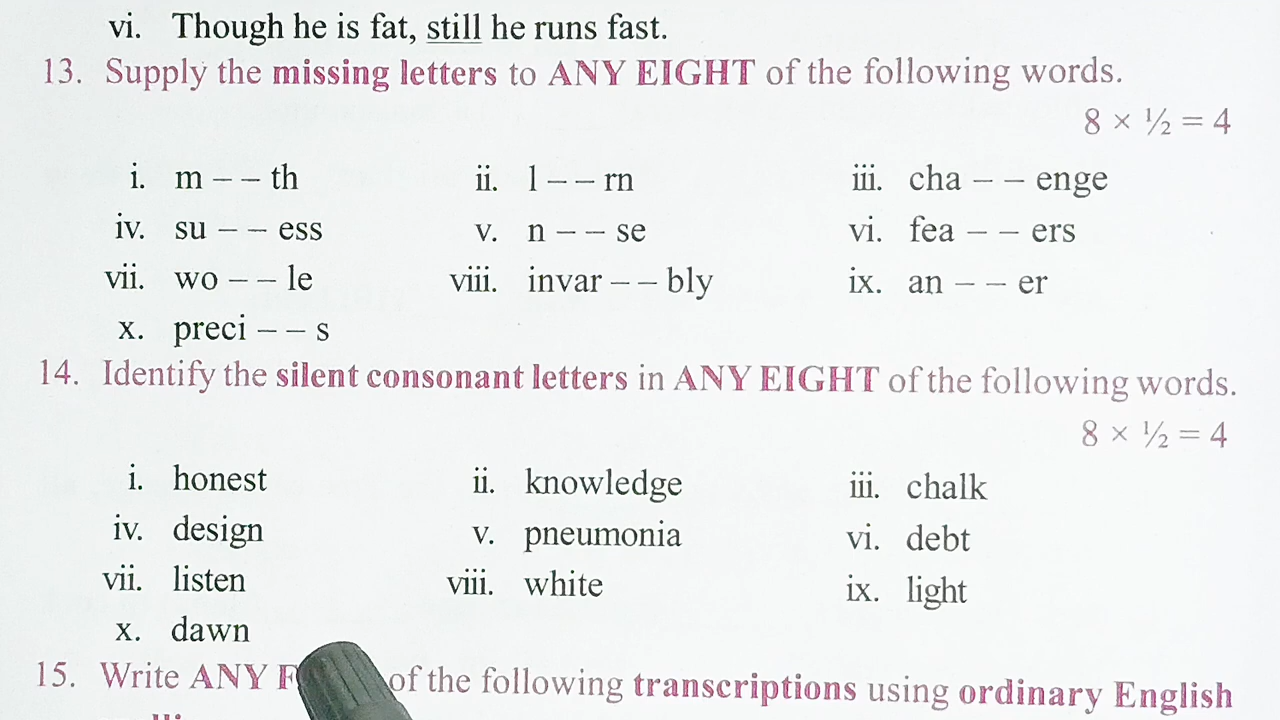 vi. Though he is fat, still he runs fast.
13. Supply the missing letters to ANY EIGHT of the following words.
8 × ½ = 4
i. m – – th ii. l – – rn iii. cha – – enge
iv. su – – ess v. n – – se vi. fea – – ers
vii. wo – – le viii. invar – – bly ix. an – – er
x. preci – – s
14. Identify the silent consonant letters in ANY EIGHT of the following words.
8 × ½ = 4
i. honest ii. knowledge iii. chalk
iv. design v. pneumonia vi. debt
vii. listen viii. white ix. light
x. dawn
15. Write ANY of the following transcriptions using ordinary English